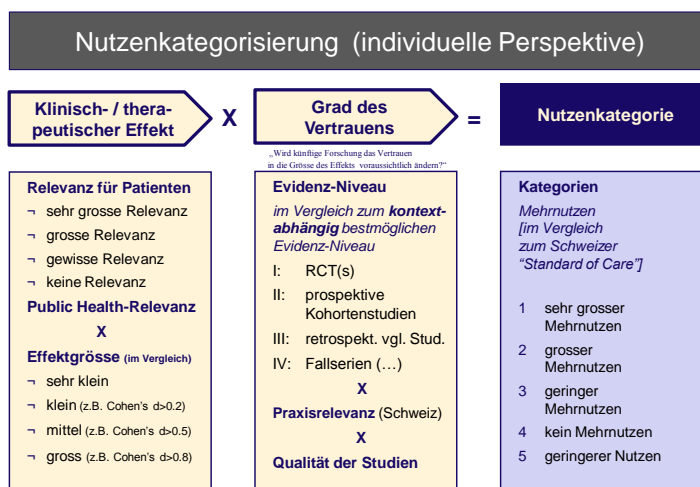 Nutzenkategorisierung (individuelle Perspektive)
Klinisch- / thera-
peutischer Effekt
X
Grad des
Vertrauens
=
Nutzenkategorie
„Wird künftige Forschung das Vertrauen
in die Grösse des Effekts voraussichtlich ändern?“
Relevanz für Patienten
¬ sehr grosse Relevanz
¬ grosse Relevanz
¬ gewisse Relevanz
¬ keine Relevanz
Public Health-Relevanz
X
Effektgrösse (im Vergleich)
¬ sehr klein
¬ klein (z.B. Cohen's d>0.2)
¬ mittel (z.B. Cohen's d>0.5)
¬ gross (z.B. Cohen's d>0.8)
Evidenz-Niveau
im Vergleich zum kontext-
abhängig bestmöglichen
Evidenz-Niveau
I: RCT(s)
II: prospektive
Kohortenstudien
III: retrospekt. vgl. Stud.
IV: Fallserien (…)
X
Praxisrelevanz (Schweiz)
X
Qualität der Studien
Kategorien
Mehrnutzen
[im Vergleich
zum Schweizer
“Standard of Care”]
1 sehr grosser
Mehrnutzen
2 grosser
Mehrnutzen
3 geringer
Mehrnutzen
4 kein Mehrnutzen
5 geringerer Nutzen